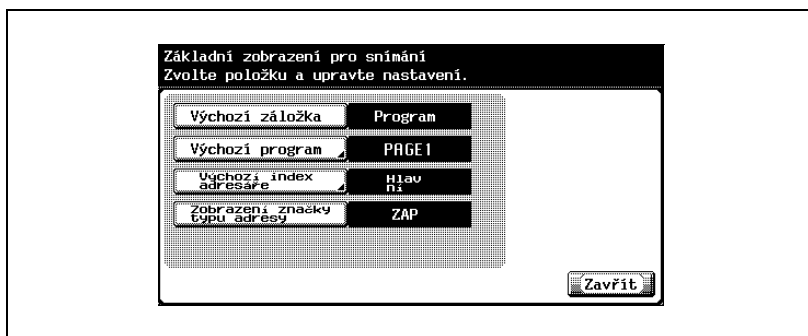 Základní zobrazení pro snímání
Zvolte položku a upravte nastavení.
Výchozí záložka
Program
Výchozí program
PAGE1
Výchozí index
adresáře
Hlav
ní
Zobrazení značky
typu adresy
ZAP
Zavřít